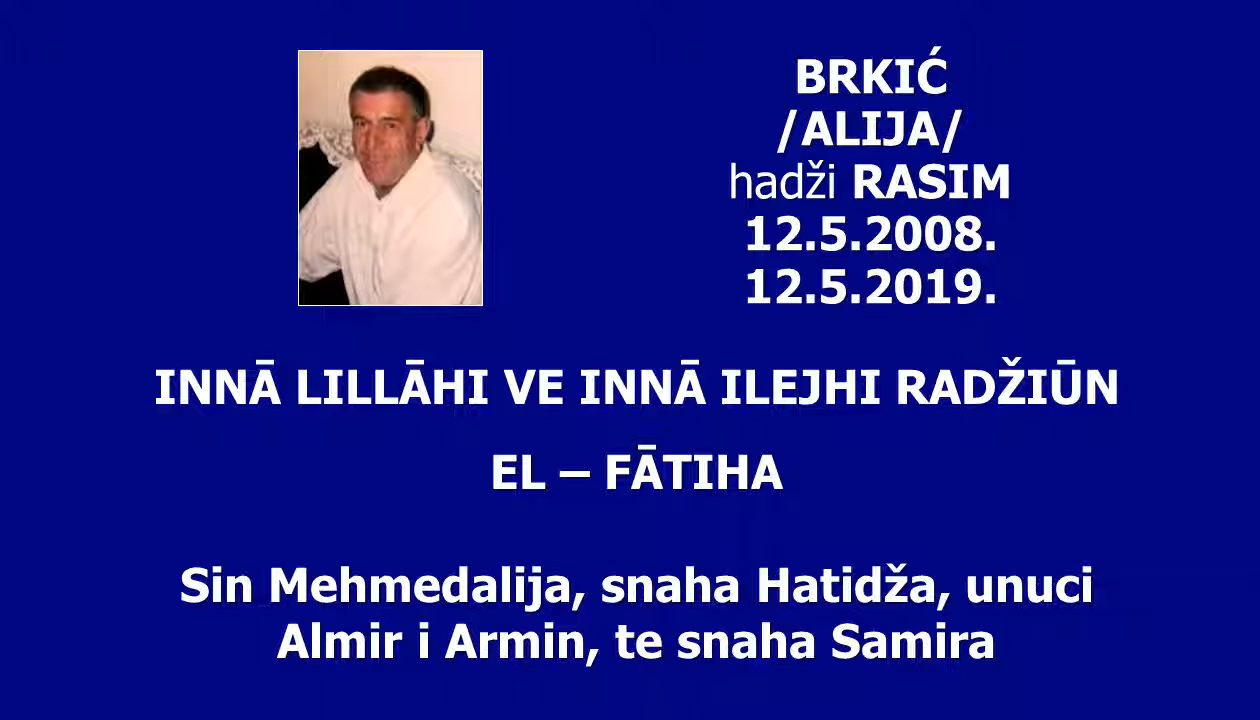 BRKIĆ
/ALIJA/
hadži RASIM
12.5.2008.
12.5.2019.
INNĀ LILLĀHI VE INNĀ ILEJHI RADŽIŪN
EL – FĀTIHA
Sin Mehmedalija, snaha Hatidža, unuci
Almir i Armin, te snaha Samira